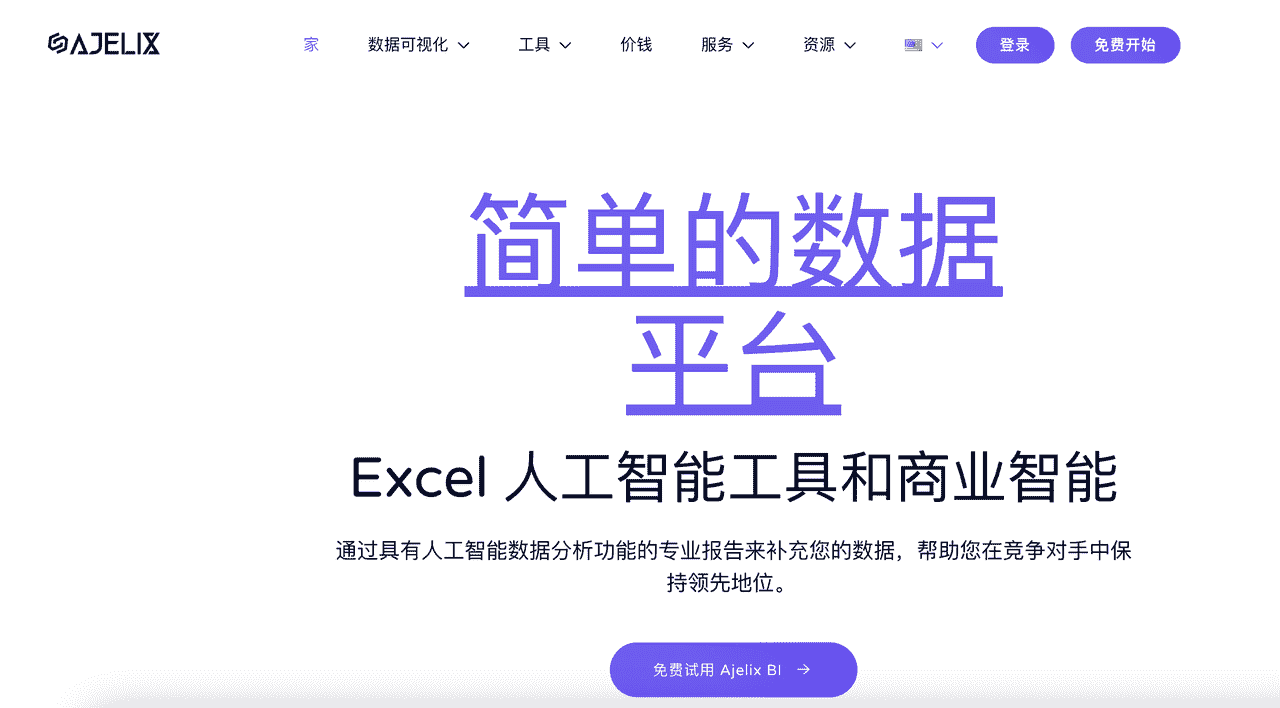 AJELIX 家 数据可视化 工具 价钱 服务 资源 登录 免费开始
简单的数据
平台
Excel 人工智能工具和商业智能
通过具有人工智能数据分析功能的专业报告来补充您的数据，帮助您在竞争对手中保
持领先地位。
免费试用 Ajelix BI →